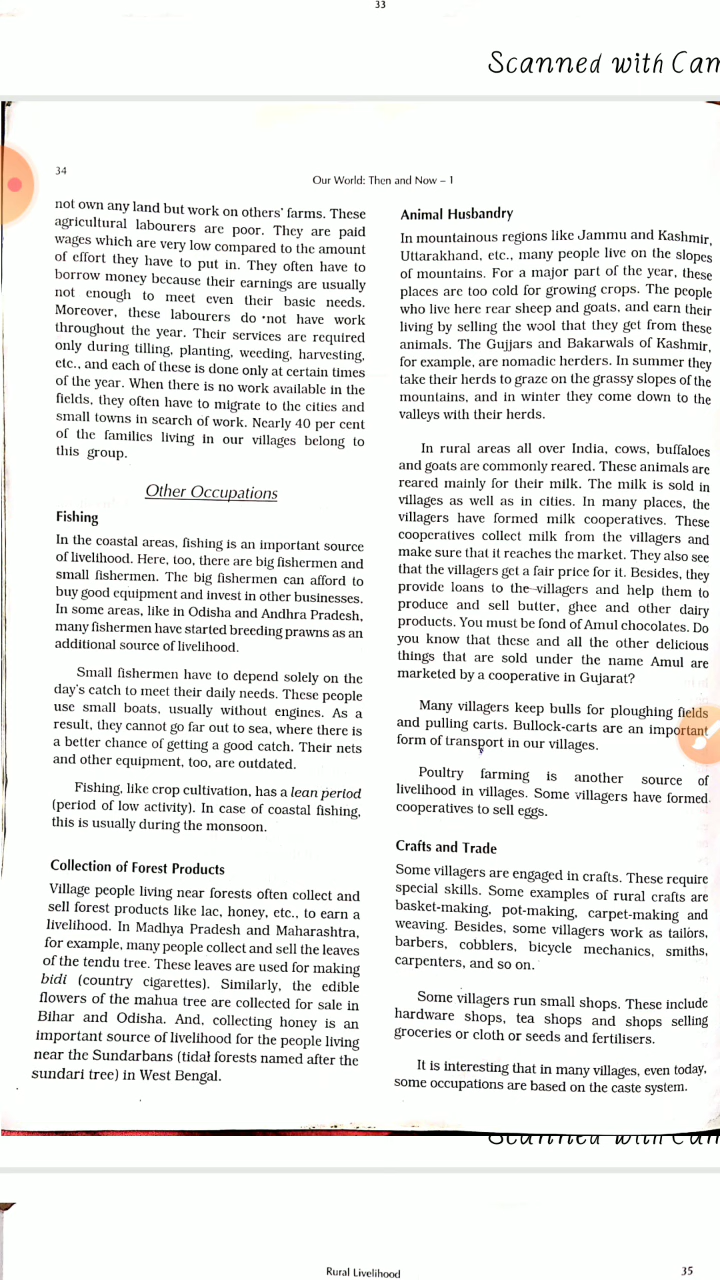 33
Scanned with Cam
34
Our World: Then and Now – 1
not own any land but work on others' farms. These
agricultural labourers are poor. They are paid
wages which are very low compared to the amount
of effort they have to put in. They often have to
borrow money because their earnings are usually
not enough to meet even their basic needs.
Moreover, these labourers do not have work
throughout the year. Their services are required
only during tilling, planting, weeding, harvesting,
etc., and each of these is done only at certain times
of the year. When there is no work available in the
fields, they often have to migrate to the cities and
small towns in search of work. Nearly 40 per cent
of the families living in our villages belong to
this group.
Other Occupations
Fishing
In the coastal areas, fishing is an important source
of livelihood. Here, too, there are big fishermen and
small fishermen. The big fishermen can afford to
buy good equipment and invest in other businesses.
In some areas, like in Odisha and Andhra Pradesh,
many fishermen have started breeding prawns as an
additional source of livelihood.
Small fishermen have to depend solely on the
day's catch to meet their daily needs. These people
use small boats, usually without engines. As a
result, they cannot go far out to sea, where there is
a better chance of getting a good catch. Their nets
and other equipment, too, are outdated.
Fishing, like crop cultivation, has a lean period
(period of low activity). In case of coastal fishing,
this is usually during the monsoon.
Collection of Forest Products
Village people living near forests often collect and
sell forest products like lac, honey, etc., to earn a
livelihood. In Madhya Pradesh and Maharashtra,
for example, many people collect and sell the leaves
of the tendu tree. These leaves are used for making
bidi (country cigarettes). Similarly, the edible
flowers of the mahua tree are collected for sale in
Bihar and Odisha. And, collecting honey is an
important source of livelihood for the people living
near the Sundarbans (tidal forests named after the
sundari tree) in West Bengal.
Animal Husbandry
In mountainous regions like Jammu and Kashmir,
Uttarakhand, etc., many people live on the slopes
of mountains. For a major part of the year, these
places are too cold for growing crops. The people
who live here rear sheep and goats, and earn their
living by selling the wool that they get from these
animals. The Gujjars and Bakarwals of Kashmir,
for example, are nomadic herders. In summer they
take their herds to graze on the grassy slopes of the
mountains, and in winter they come down to the
valleys with their herds.
In rural areas all over India, cows, buffaloes
and goats are commonly reared. These animals are
reared mainly for their milk. The milk is sold in
villages as well as in cities. In many places, the
villagers have formed milk cooperatives. These
cooperatives collect milk from the villagers and
make sure that it reaches the market. They also see
that the villagers get a fair price for it. Besides, they
provide loans to the villagers and help them to
produce and sell butter, ghee and other dairy
products. You must be fond of Amul chocolates. Do
you know that these and all the other delicious
things that are sold under the name Amul are
marketed by a cooperative in Gujarat?
Many villagers keep bulls for ploughing fields
and pulling carts. Bullock-carts are an important
form of transport in our villages.
Poultry farming is another source of
livelihood in villages. Some villagers have formed
cooperatives to sell eggs.
Crafts and Trade
Some villagers are engaged in crafts. These require
special skills. Some examples of rural crafts are
basket-making, pot-making, carpet-making and
weaving. Besides, some villagers work as tailors,
barbers, cobblers, bicycle mechanics, smiths,
carpenters, and so on.
Some villagers run small shops. These include
hardware shops, tea shops and shops selling
groceries or cloth or seeds and fertilisers.
It is interesting that in many villages, even today,
some occupations are based on the caste system.
Scanned with Cam
Rural Livelihood
35